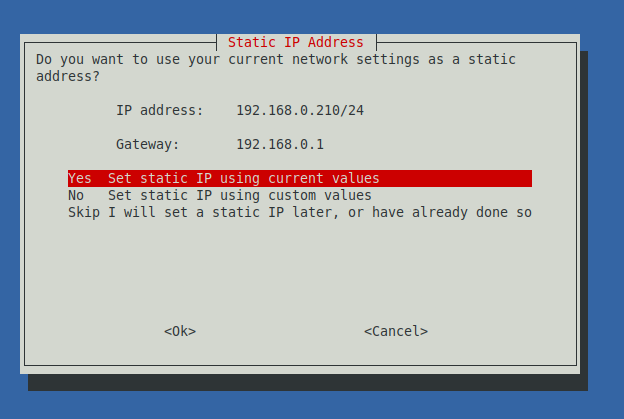 Static IP Address
Do you want to use your current network settings as a static
address?
IP address:    192.168.0.210/24
Gateway:       192.168.0.1
Yes  Set static IP using current values
No   Set static IP using custom values
Skip I will set a static IP later, or have already done so
<Ok>                     <Cancel>